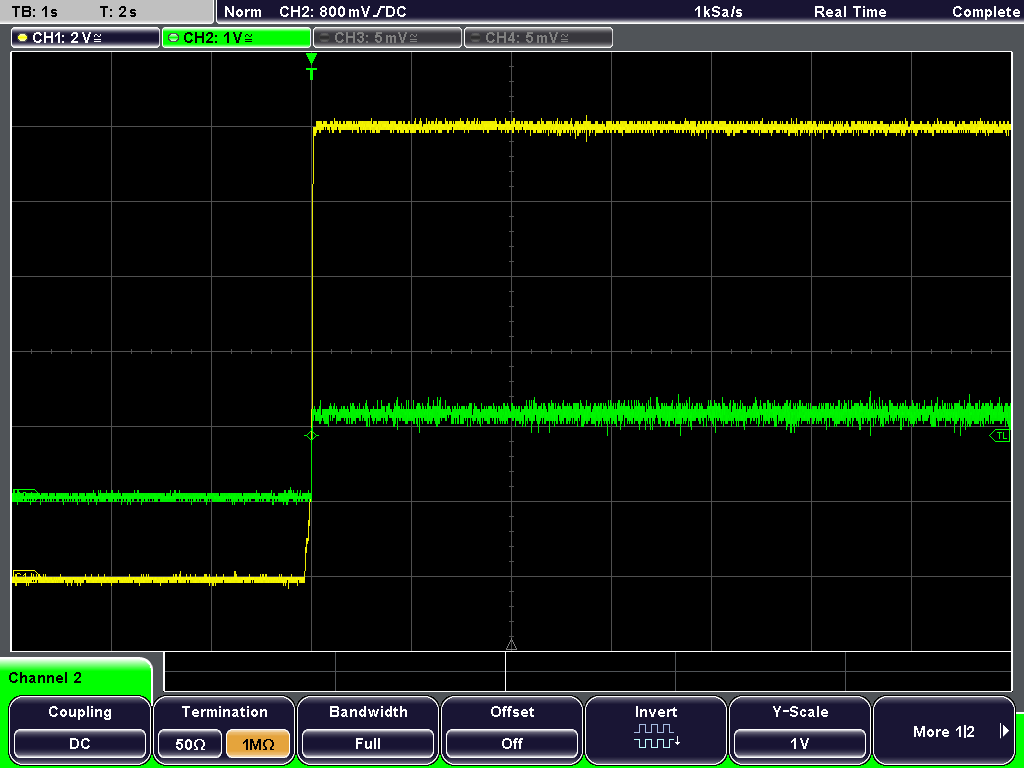 TB: 1s T: 2s Norm CH2: 800mV DC 1kSa/s Real Time Complete
CH1: 2V≅ CH2: 1V≅ CH3: 5mV≅ CH4: 5mV≅
T
TL
Channel 2
Coupling Termination Bandwidth Offset Invert Y-Scale More 1|2
DC 50Ω 1MΩ Full Off 1V